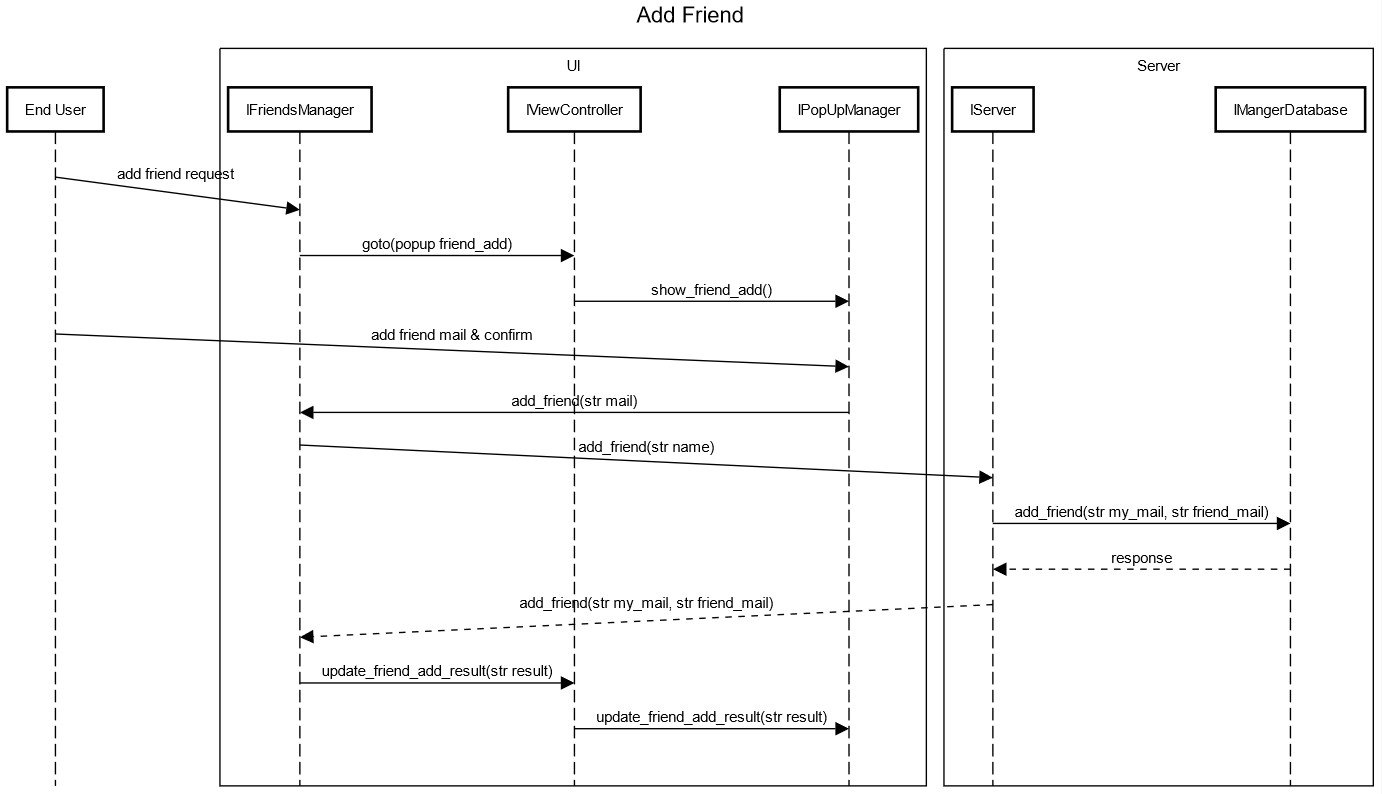 Add Friend
UI
Server
End User
IFriendsManager
IViewController
IPopUpManager
IServer
IMangerDatabase
add friend request
goto(popup friend_add)
show_friend_add()
add friend mail & confirm
add_friend(str mail)
add_friend(str name)
add_friend(str my_mail, str friend_mail)
response
add_friend(str my_mail, str friend_mail)
update_friend_add_result(str result)
update_friend_add_result(str result)